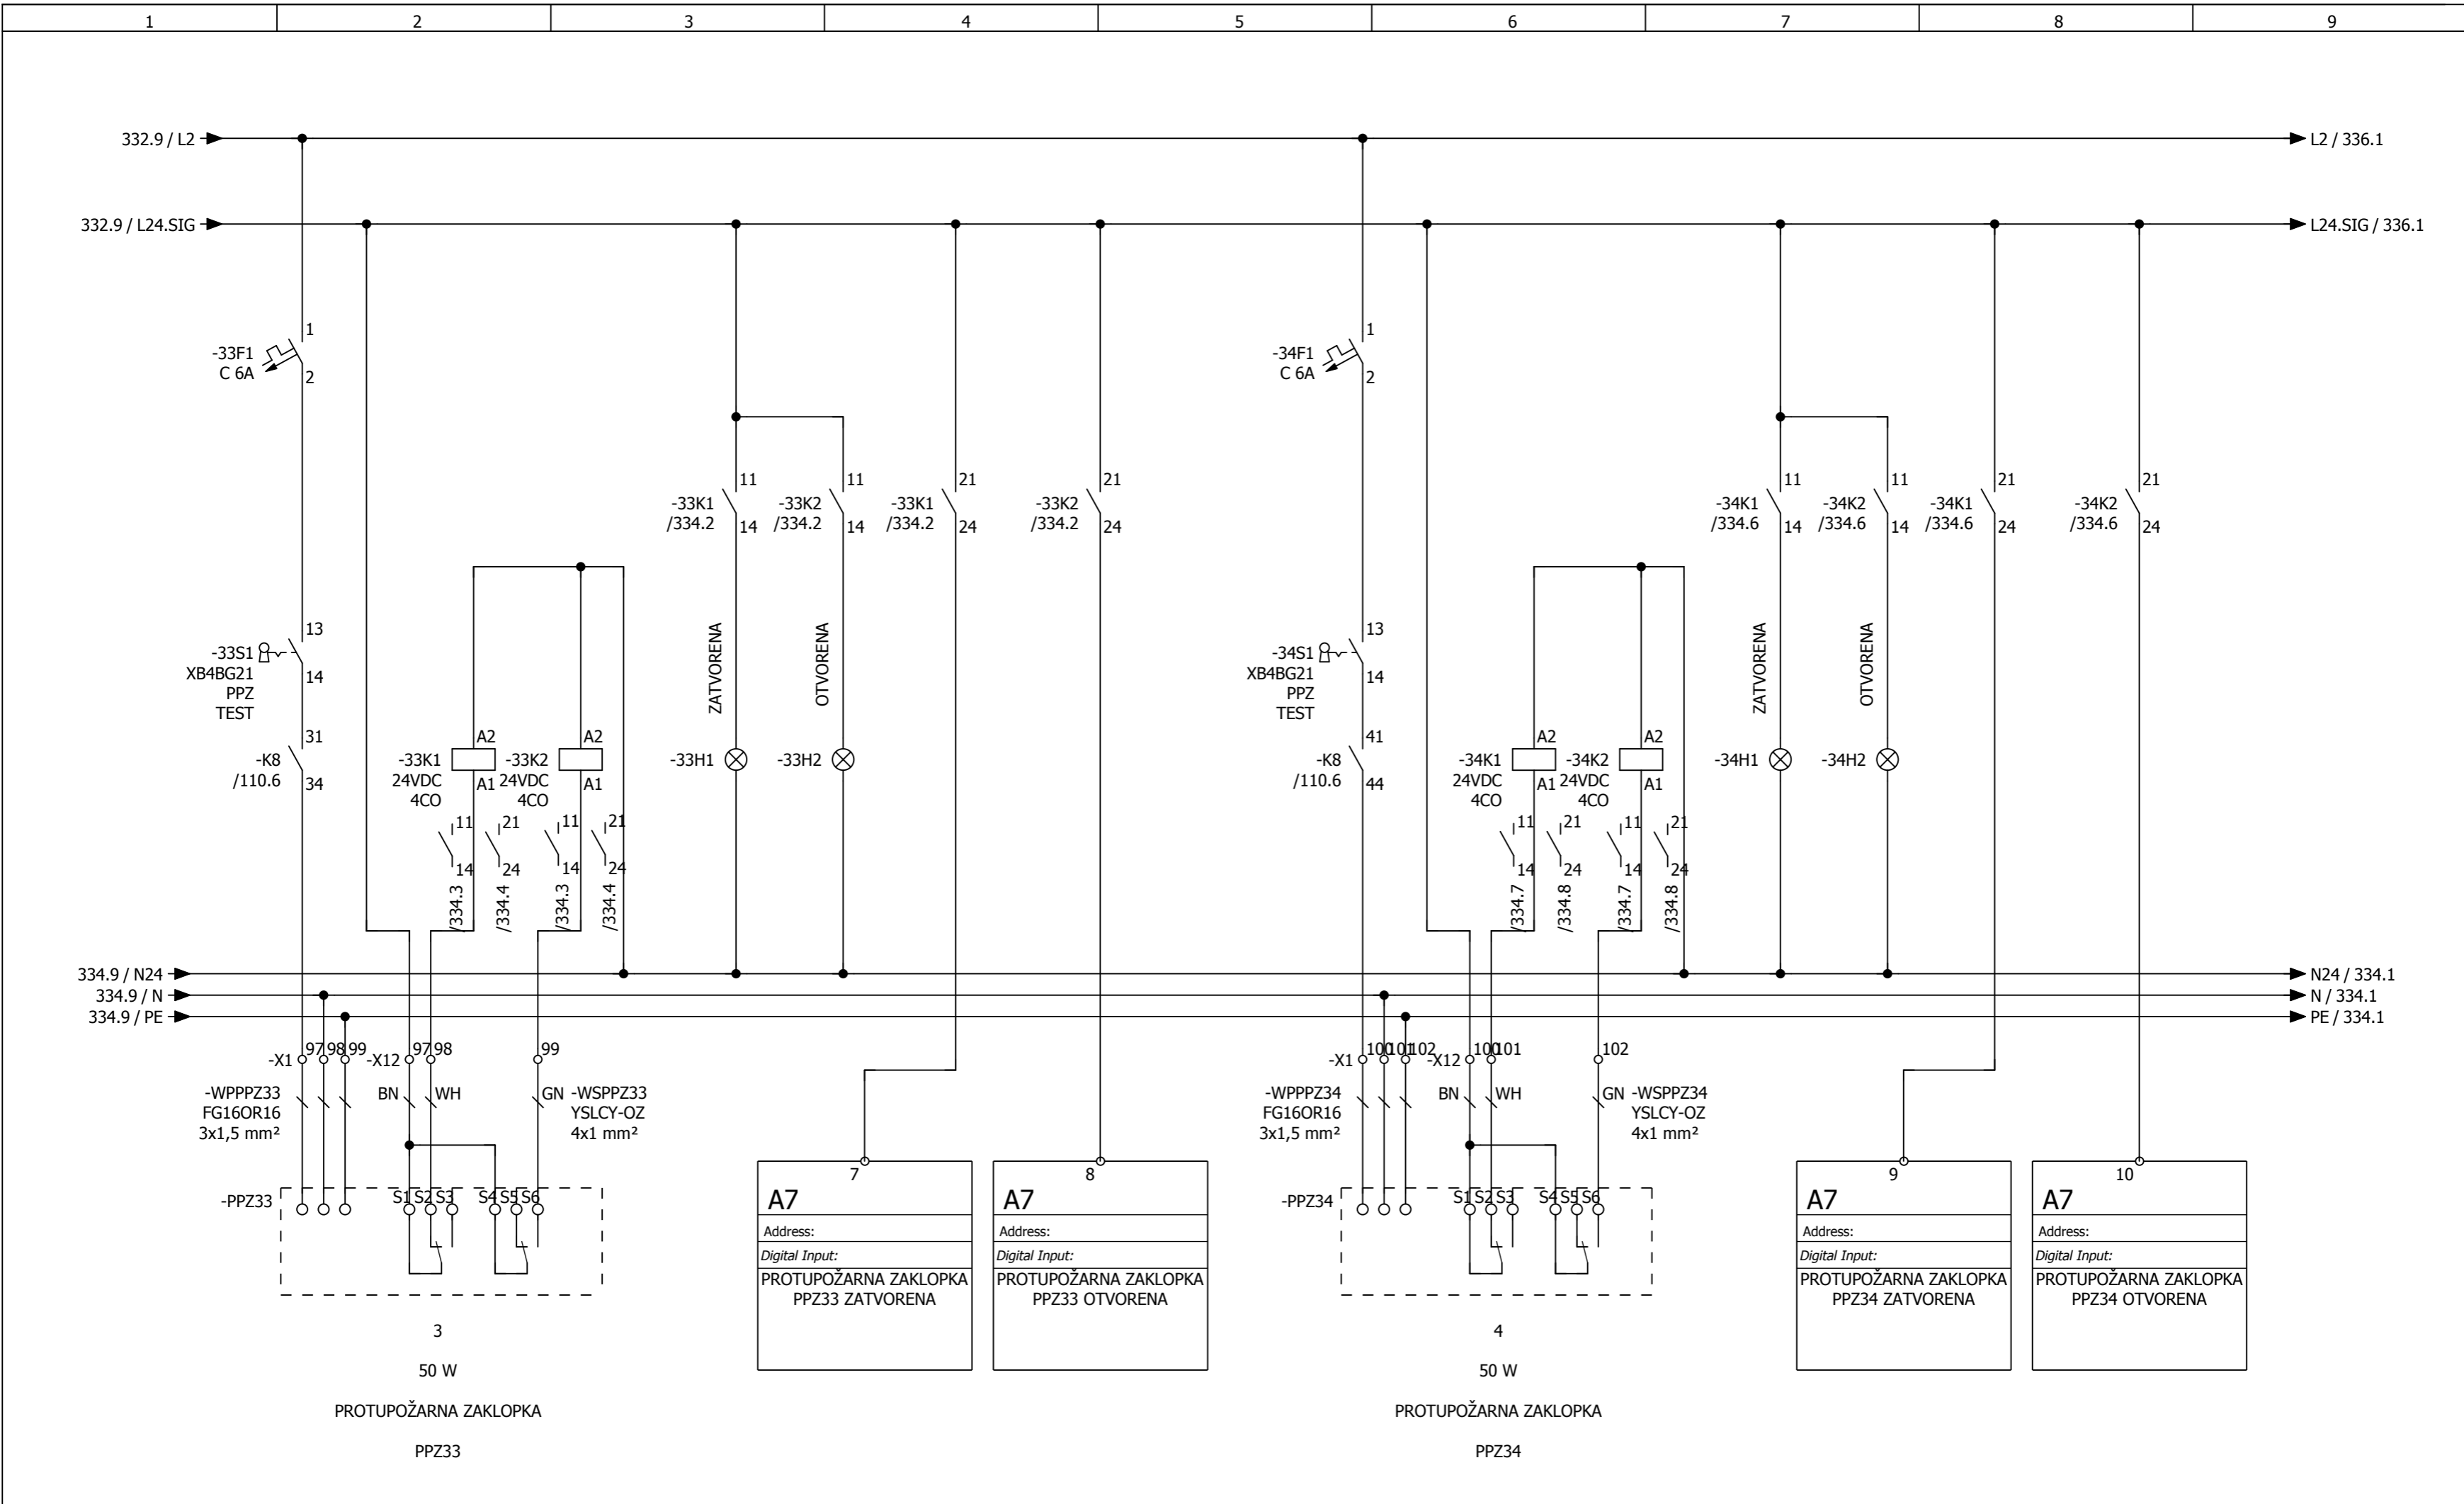 1 2 3 4 5 6 7 8 9
332.9 / L2
L2 / 336.1
332.9 / L24.SIG
L24.SIG / 336.1
1
-33F1
C 6A
2
1
-34F1
C 6A
2
11
-33K1
/334.2
14
11
-33K2
/334.2
14
21
-33K1
/334.2
24
21
-33K2
/334.2
24
11
-34K1
/334.6
14
11
-34K2
/334.6
14
21
-34K1
/334.6
24
21
-34K2
/334.6
24
13
-33S1
XB4BG21
14
PPZ
TEST
31
-K8
/110.6
34
A2
-33K1
24VDC
A1
4CO
11
14
/334.3
21
24
/334.4
A2
-33K2
24VDC
A1
4CO
11
14
/334.3
21
24
/334.4
ZATVORENA
-33H1
OTVORENA
-33H2
13
-34S1
XB4BG21
14
PPZ
TEST
41
-K8
/110.6
44
A2
-34K1
24VDC
A1
4CO
11
14
/334.7
21
24
/334.8
A2
-34K2
24VDC
A1
4CO
11
14
/334.7
21
24
/334.8
ZATVORENA
-34H1
OTVORENA
-34H2
334.9 / N24
N24 / 334.1
334.9 / N
N / 334.1
334.9 / PE
PE / 334.1
-X1 97 98 99
-X12 97 98 99
-WPPPZ33
FG16OR16
3x1,5 mm²
BN WH GN
-WSPPZ33
YSLCY-OZ
4x1 mm²
-PPZ33
S1 S2 S3 S4 S5 S6
3
50 W
PROTUPOŽARNA ZAKLOPKA
PPZ33
7
A7
Address:
Digital Input:
PROTUPOŽARNA ZAKLOPKA
PPZ33 ZATVORENA
8
A7
Address:
Digital Input:
PROTUPOŽARNA ZAKLOPKA
PPZ33 OTVORENA
-X1 100 101 102
-X12 100 101 102
-WPPPZ34
FG16OR16
3x1,5 mm²
BN WH GN
-WSPPZ34
YSLCY-OZ
4x1 mm²
-PPZ34
S1 S2 S3 S4 S5 S6
4
50 W
PROTUPOŽARNA ZAKLOPKA
PPZ34
9
A7
Address:
Digital Input:
PROTUPOŽARNA ZAKLOPKA
PPZ34 ZATVORENA
10
A7
Address:
Digital Input:
PROTUPOŽARNA ZAKLOPKA
PPZ34 OTVORENA